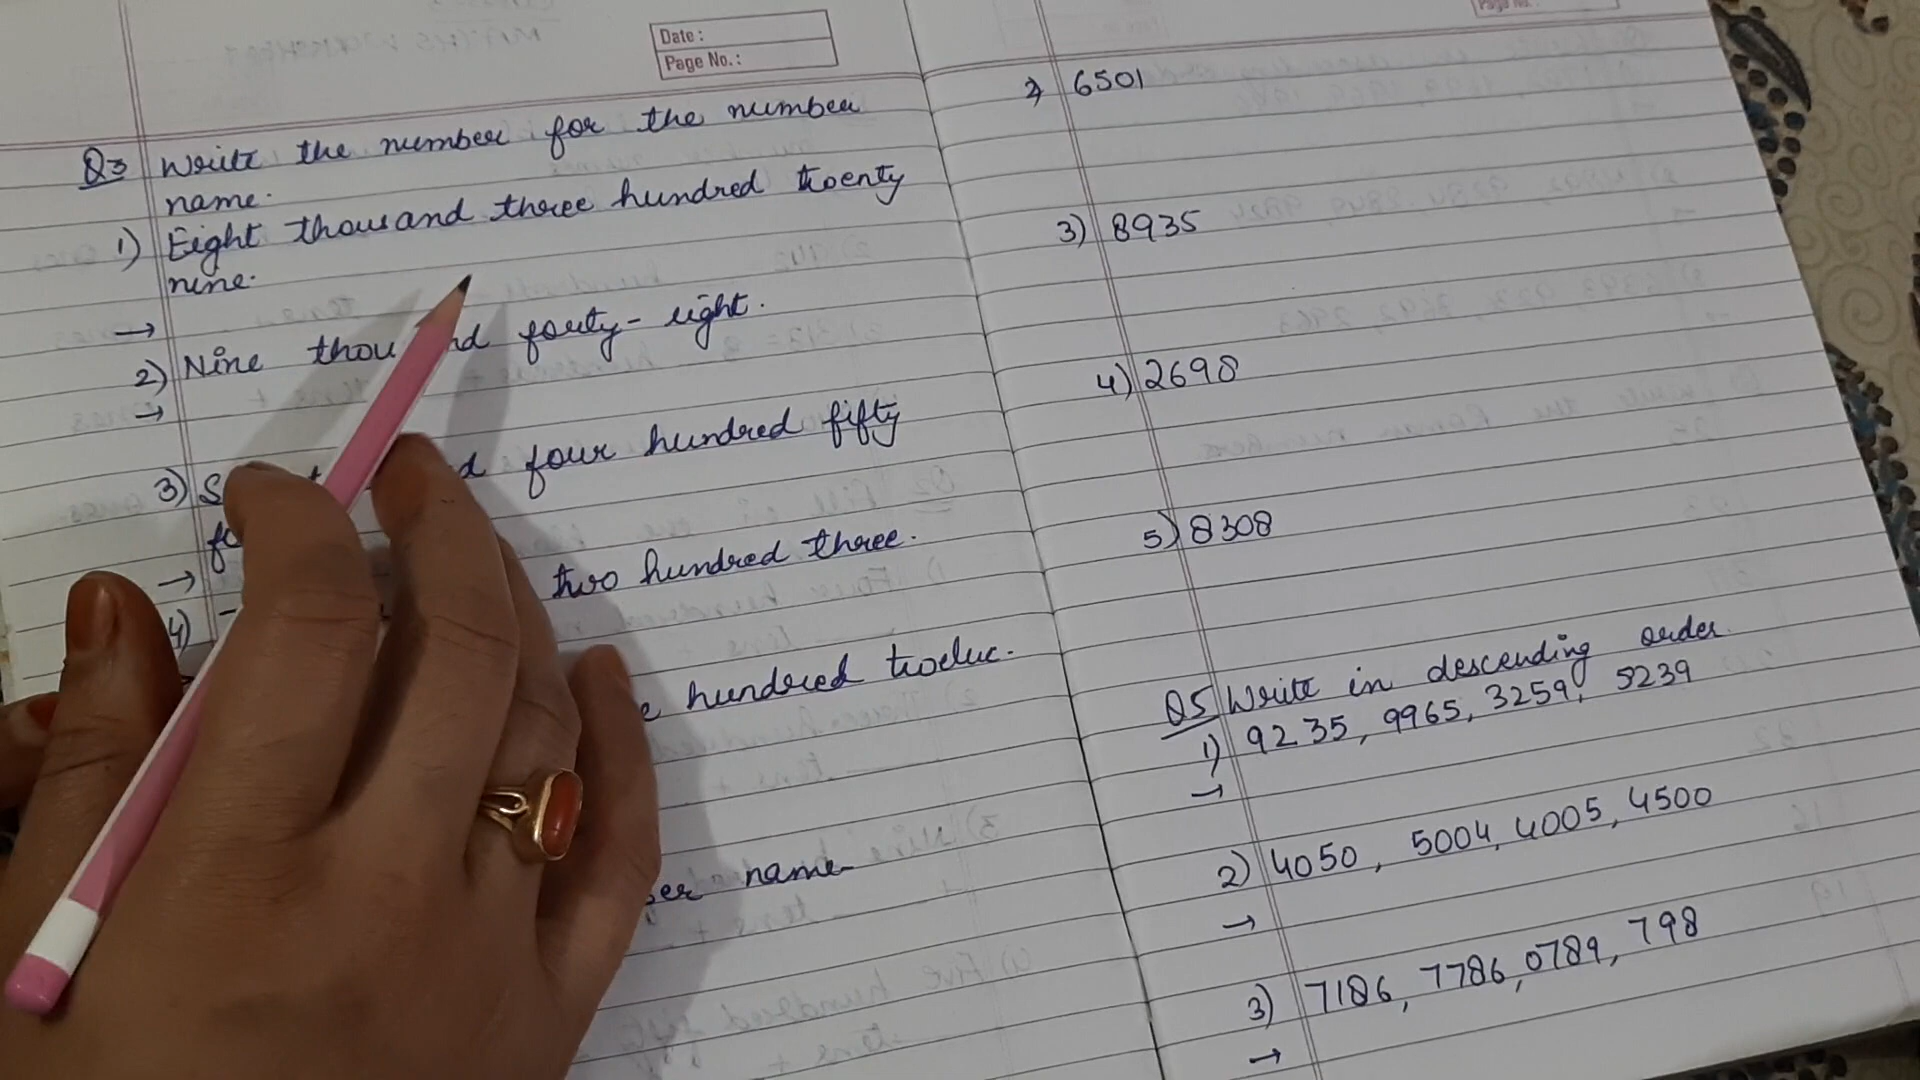 Date:
Page No.:
Q3 Write the number for the number
name.
1) Eight thousand three hundred twenty
nine.
→
2) Nine thou nd fourty-eight.
→
3) S d four hundred fifty
→
two hundred three.
4)
hundred twelve.
name
Page No.:
2) 6501
3) 8935
4) 2698
5) 8308
Q5 Write in descending order.
1) 9235, 9965, 3259, 5239
→
2) 4050, 5004, 4005, 4500
→
3) 7186, 7786, 0789, 798
→